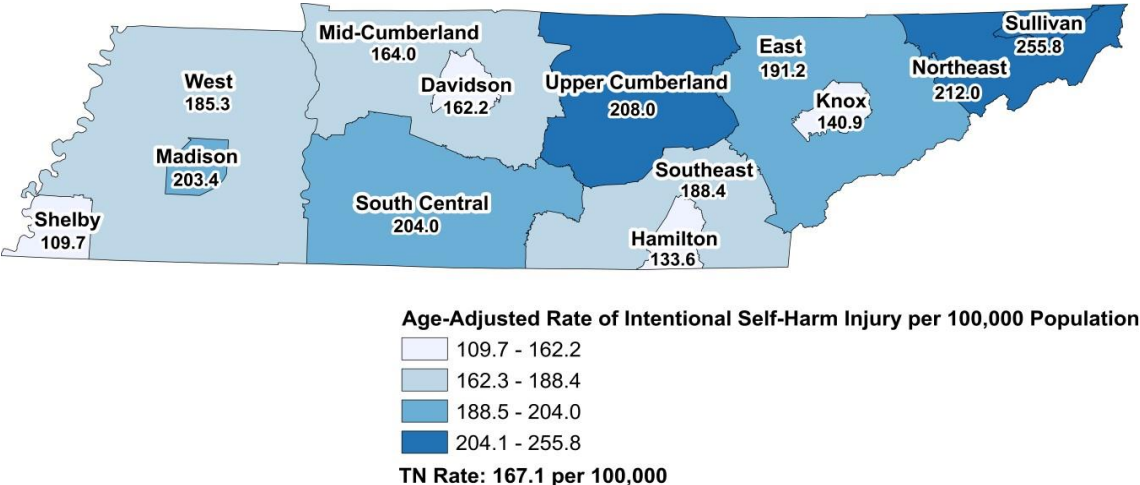 Mid-Cumberland
164.0
Sullivan
255.8
East
191.2
Northeast
212.0
West
185.3
Davidson
162.2
Upper Cumberland
208.0
Knox
140.9
Madison
203.4
Southeast
188.4
South Central
204.0
Shelby
109.7
Hamilton
133.6
Age-Adjusted Rate of Intentional Self-Harm Injury per 100,000 Population
109.7 - 162.2
162.3 - 188.4
188.5 - 204.0
204.1 - 255.8
TN Rate: 167.1 per 100,000